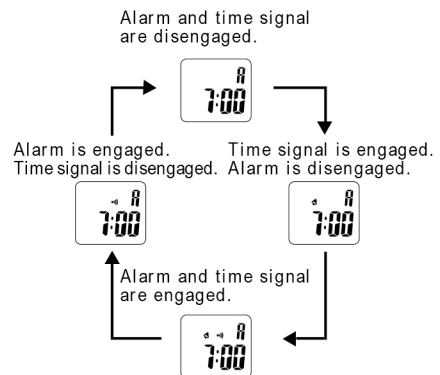 Alarm and time signal
are disengaged.
A
7:00
Alarm is engaged.
Time signal is disengaged.
Time signal is engaged.
Alarm is disengaged.
A
7:00
A
7:00
Alarm and time signal
are engaged.
A
7:00